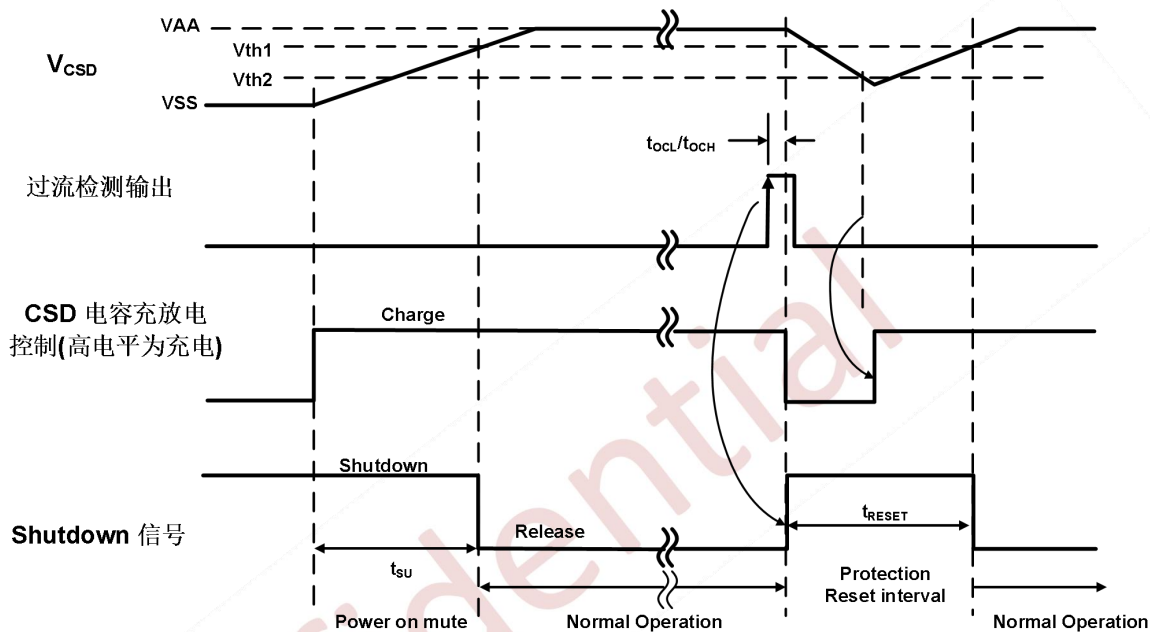 VAA
Vth1
VCSD
Vth2
VSS
tOCL/tOCH
过流检测输出
CSD 电容充放电
控制(高电平为充电)
Charge
Shutdown
Shutdown 信号
Release
tSU
tRESET
Protection
Reset interval
Power on mute
Normal Operation
Normal Operation